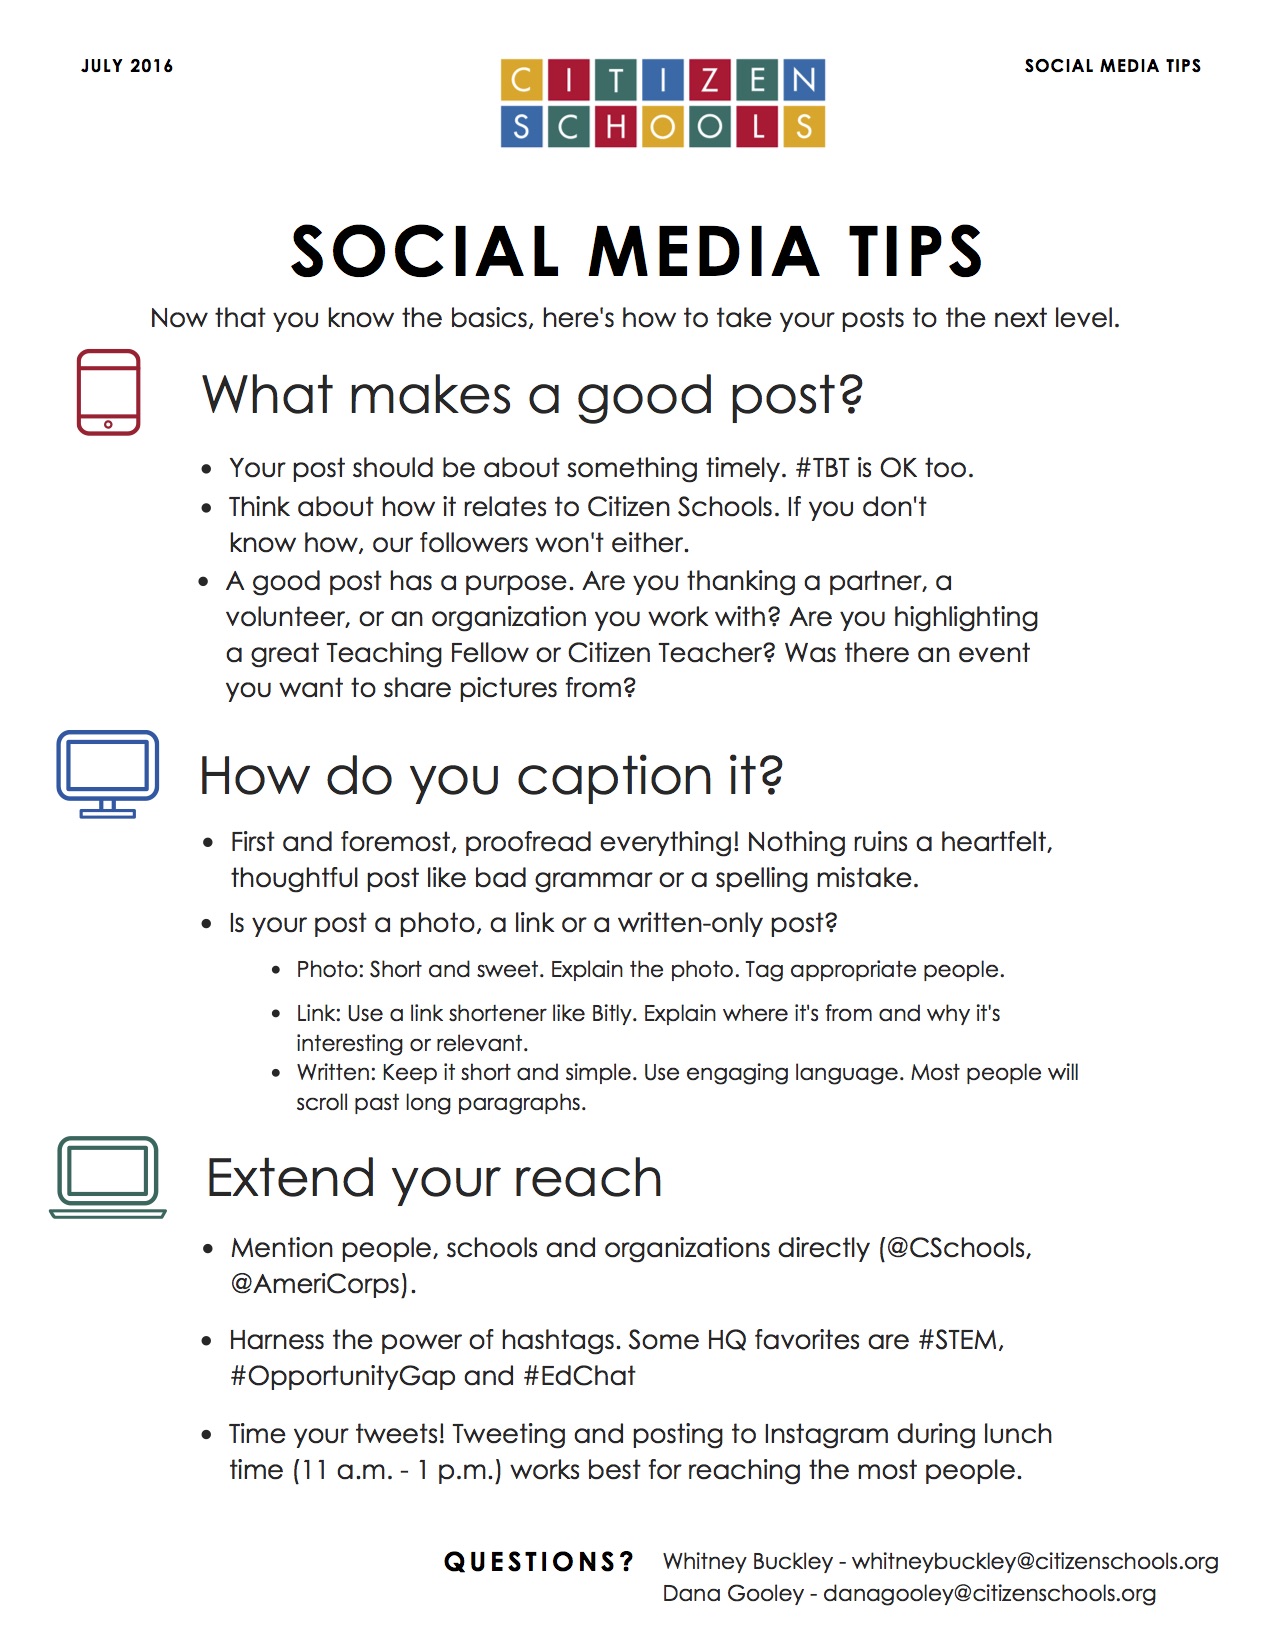 JULY 2016
CITIZEN
SCHOOLS
SOCIAL MEDIA TIPS
SOCIAL MEDIA TIPS
Now that you know the basics, here's how to take your posts to the next level.
What makes a good post?
• Your post should be about something timely. #TBT is OK too.
• Think about how it relates to Citizen Schools. If you don't
know how, our followers won't either.
• A good post has a purpose. Are you thanking a partner, a
volunteer, or an organization you work with? Are you highlighting
a great Teaching Fellow or Citizen Teacher? Was there an event
you want to share pictures from?
How do you caption it?
• First and foremost, proofread everything! Nothing ruins a heartfelt,
thoughtful post like bad grammar or a spelling mistake.
• Is your post a photo, a link or a written-only post?
• Photo: Short and sweet. Explain the photo. Tag appropriate people.
• Link: Use a link shortener like Bitly. Explain where it's from and why it's
interesting or relevant.
• Written: Keep it short and simple. Use engaging language. Most people will
scroll past long paragraphs.
Extend your reach
• Mention people, schools and organizations directly (@CSchools,
@AmeriCorps).
• Harness the power of hashtags. Some HQ favorites are #STEM,
#OpportunityGap and #EdChat
• Time your tweets! Tweeting and posting to Instagram during lunch
time (11 a.m. - 1 p.m.) works best for reaching the most people.
QUESTIONS? Whitney Buckley - whitneybuckley@citizenschools.org
Dana Gooley - danagooley@citizenschools.org